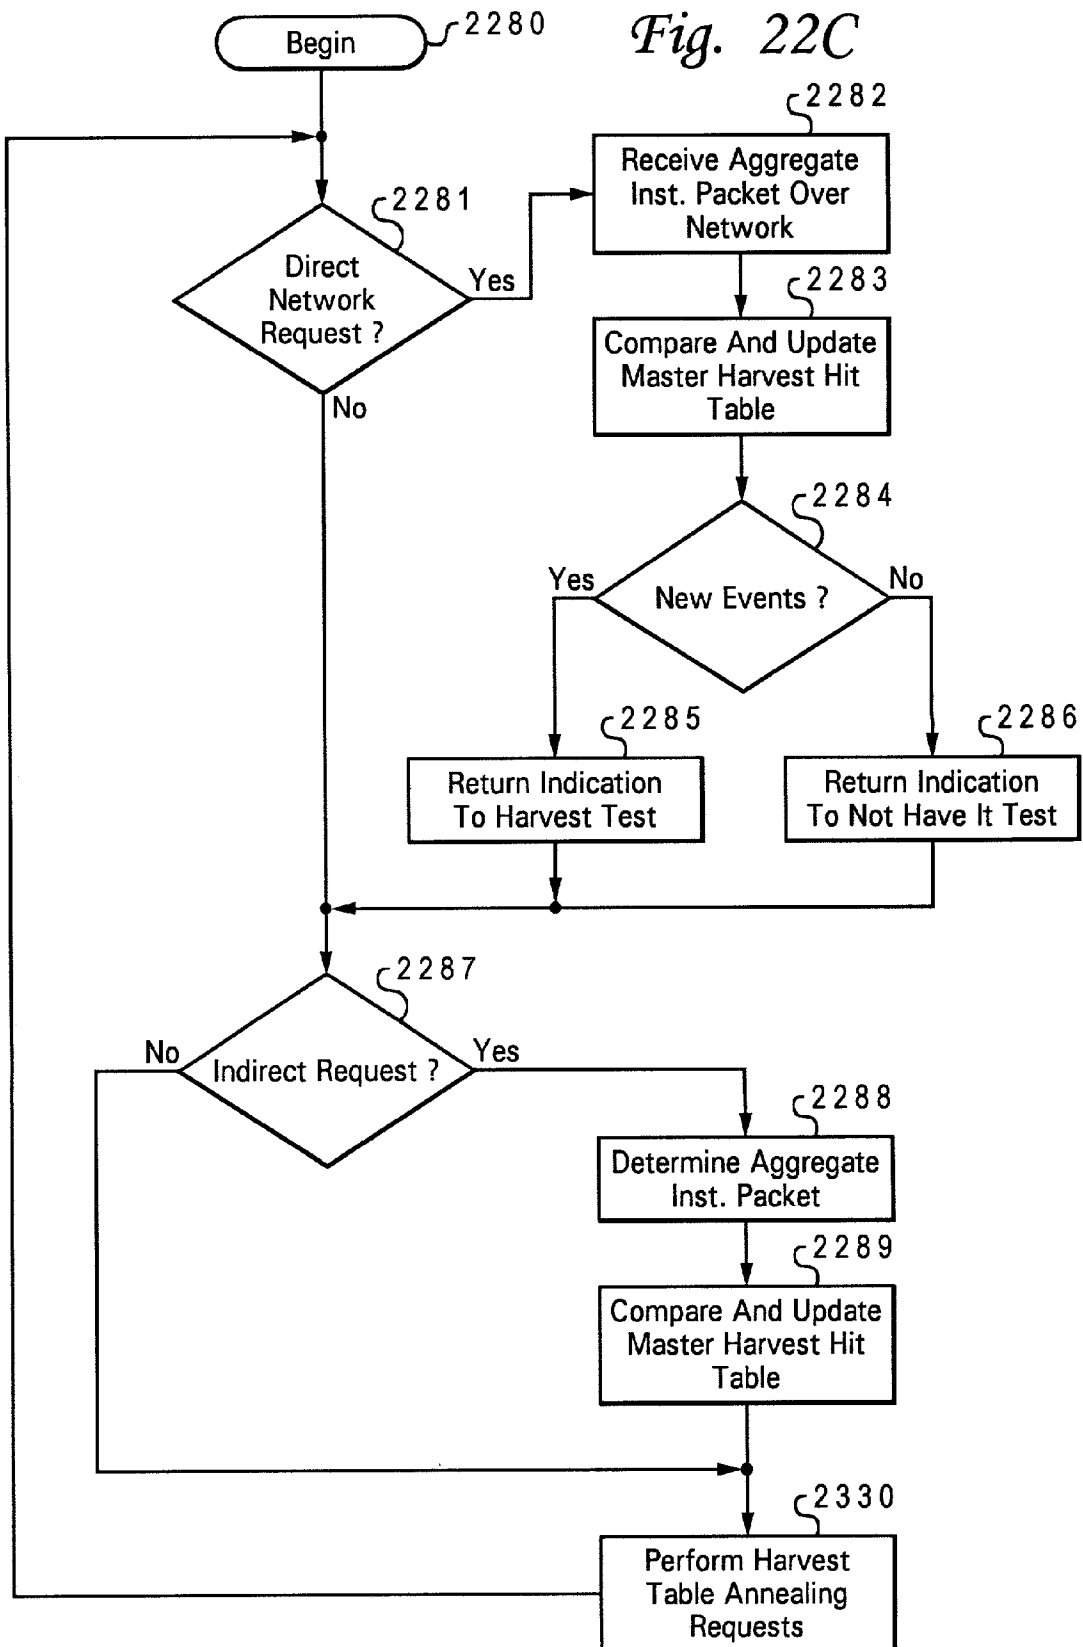 Fig. 22C
Begin
2280
2282
Receive Aggregate
Inst. Packet Over
Network
2281
Direct
Network
Request ?
Yes
No
2283
Compare And Update
Master Harvest Hit
Table
2284
New Events ?
Yes
No
2285
Return Indication
To Harvest Test
2286
Return Indication
To Not Have It Test
2287
Indirect Request ?
No
Yes
2288
Determine Aggregate
Inst. Packet
2289
Compare And Update
Master Harvest Hit
Table
2330
Perform Harvest
Table Annealing
Requests